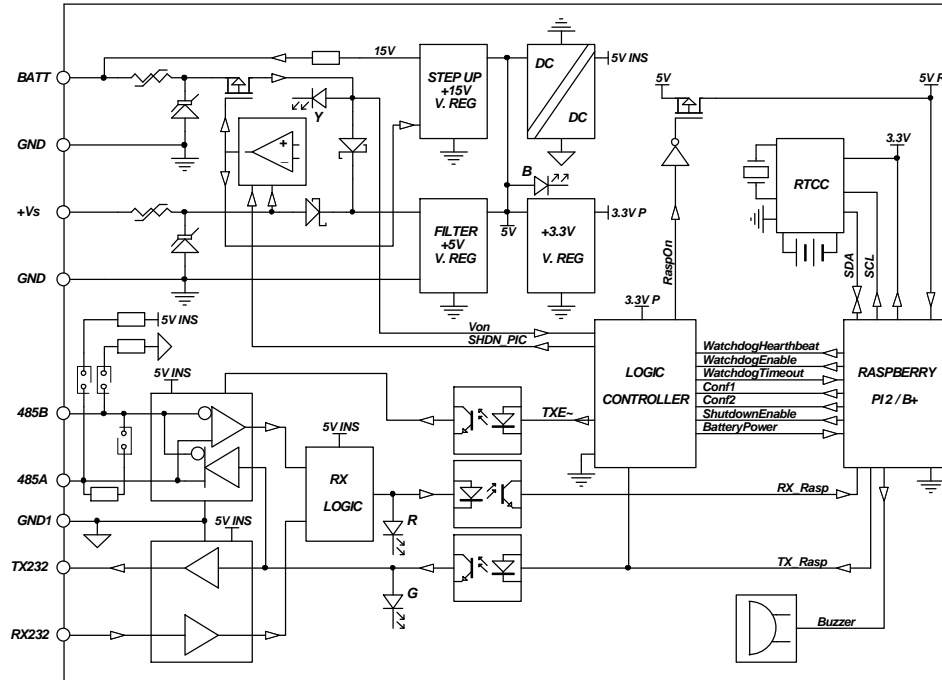 BATT
GND
+Vs
GND
15V
STEP UP
+15V
V. REG
DC
DC
5V INS
Y
+
–
B
FILTER
+5V
V. REG
5V
+3.3V
V. REG
3.3V P
5V
5V R
RaspOn
3.3V
RTCC
SDA
SCL
Von
SHDN_PIC
3.3V P
LOGIC
CONTROLLER
WatchdogHearthbeat
WatchdogEnable
WatchdogTimeout
Conf1
Conf2
ShutdownEnable
BatteryPower
RASPBERRY
PI 2 / B+
5V INS
5V INS
485B
485A
GND1
TX232
RX232
TXE~
5V INS
RX
LOGIC
R
RX_Rasp
5V INS
G
TX_Rasp
Buzzer